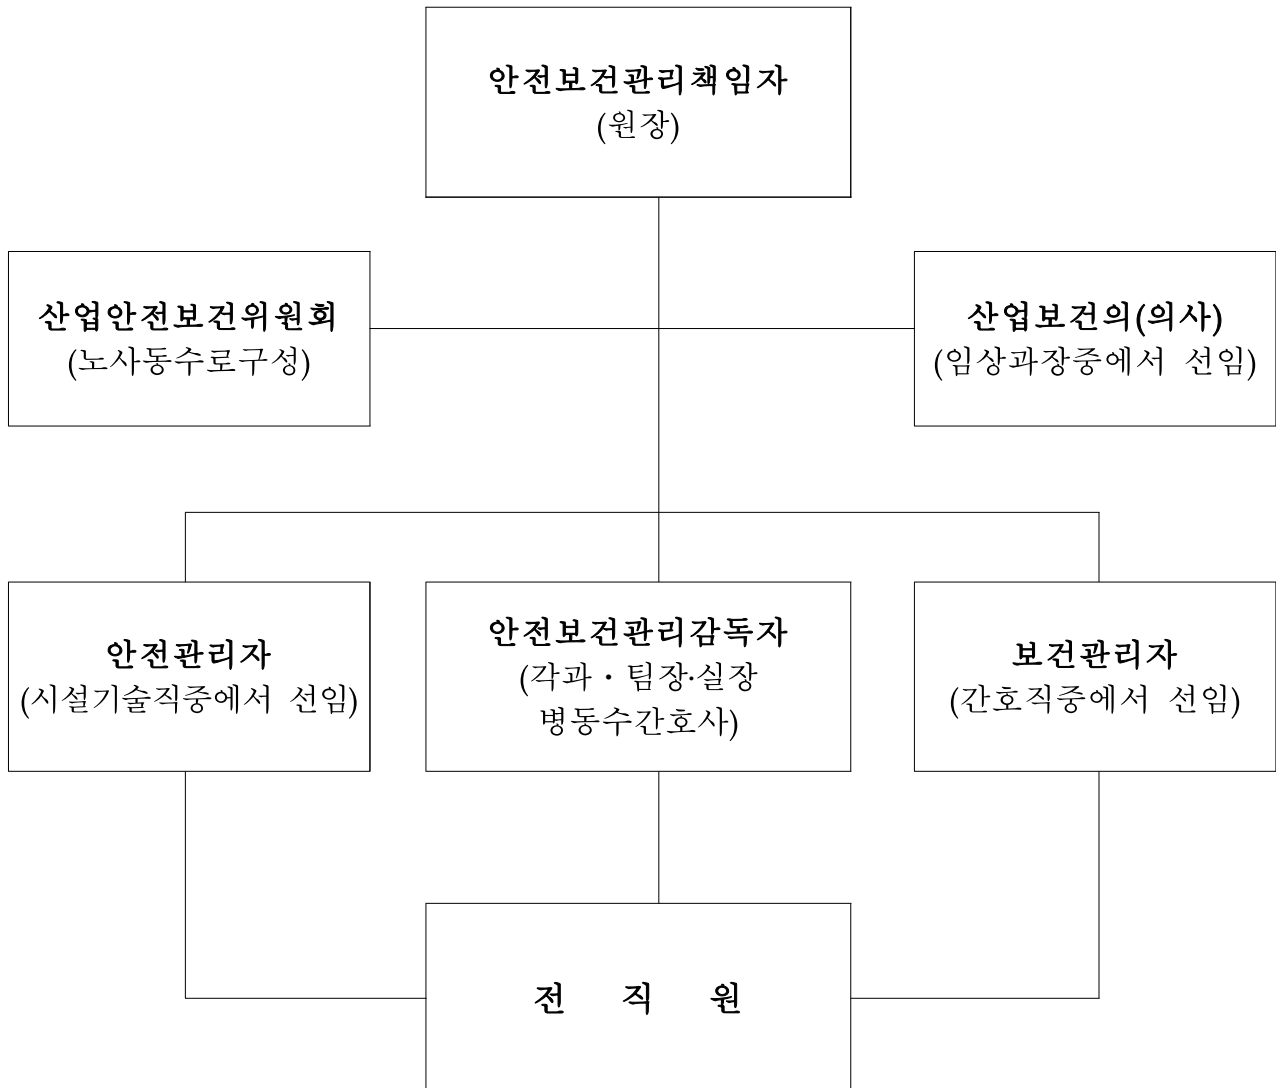 안전보건관리책임자
(원장)
산업안전보건위원회
(노사동수로구성)
산업보건의(의사)
(임상과장중에서 선임)
안전관리자
(시설기술직중에서 선임)
안전보건관리감독자
(각과・팀장·실장
병동수간호사)
보건관리자
(간호직중에서 선임)
전 직 원